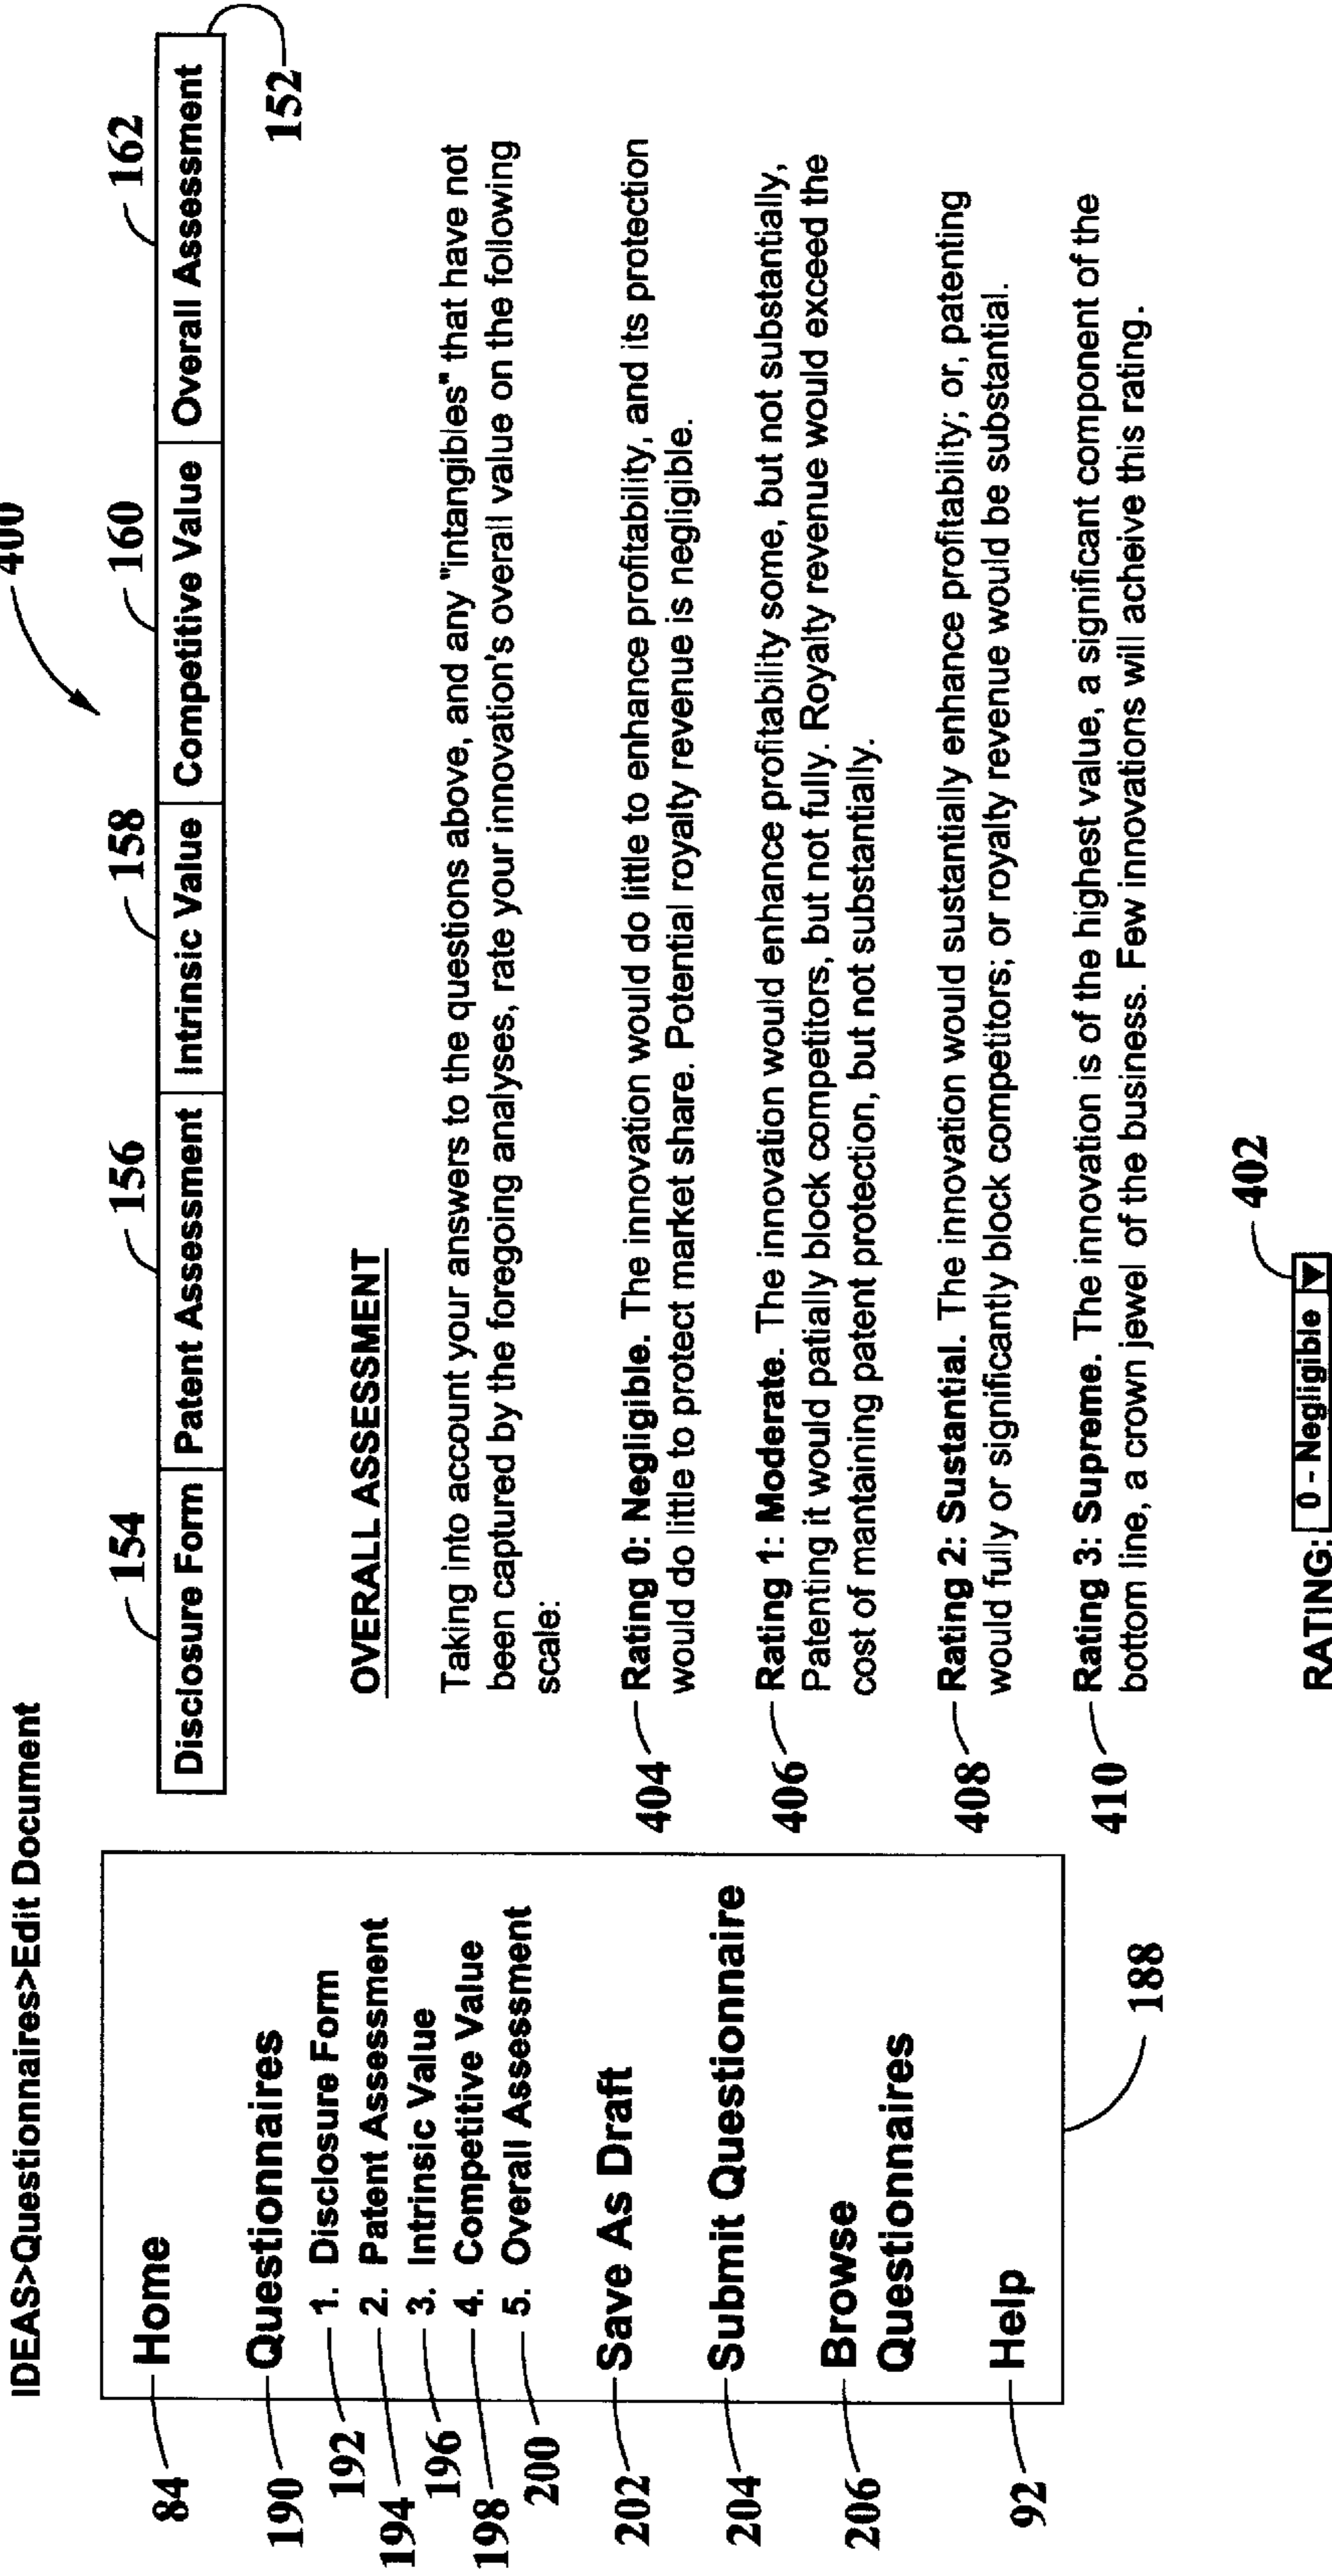 IDEAS>Questionnaires>Edit Document
400
154
156
158
160
162
Disclosure Form
Patent Assessment
Intrinsic Value
Competitive Value
Overall Assessment
152
84
Home
190
Questionnaires
192
1. Disclosure Form
194
2. Patent Assessment
196
3. Intrinsic Value
198
4. Competitive Value
200
5. Overall Assessment
202
Save As Draft
204
Submit Questionnaire
206
Browse
Questionnaires
92
Help
188
OVERALL ASSESSMENT
Taking into account your answers to the questions above, and any "intangibles" that have not
been captured by the foregoing analyses, rate your innovation's overall value on the following
scale:
404
Rating 0: Negligible. The innovation would do little to enhance profitability, and its protection
would do little to protect market share. Potential royalty revenue is negligible.
406
Rating 1: Moderate. The innovation would enhance profitability some, but not substantially,
Patenting it would patially block competitors, but not fully. Royalty revenue would exceed the
cost of mantaining patent protection, but not substantially.
408
Rating 2: Sustantial. The innovation would sustantially enhance profitability; or, patenting
would fully or significantly block competitors; or royalty revenue would be substantial.
410
Rating 3: Supreme. The innovation is of the highest value, a significant component of the
bottom line, a crown jewel of the business. Few innovations will acheive this rating.
RATING: 0 - Negligible
402